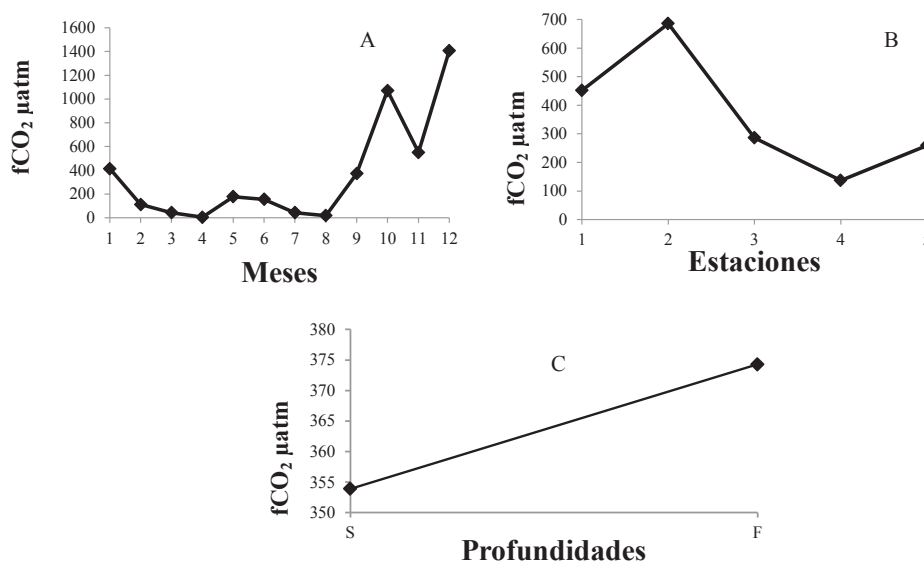 A
fCO₂ µatm
1600
1400
1200
1000
800
600
400
200
0
1 2 3 4 5 6 7 8 9 10 11 12
Meses
B
fCO₂ µatm
700
600
500
400
300
200
100
0
1 2 3 4
Estaciones
C
fCO₂ µatm
380
375
370
365
360
355
350
S F
Profundidades